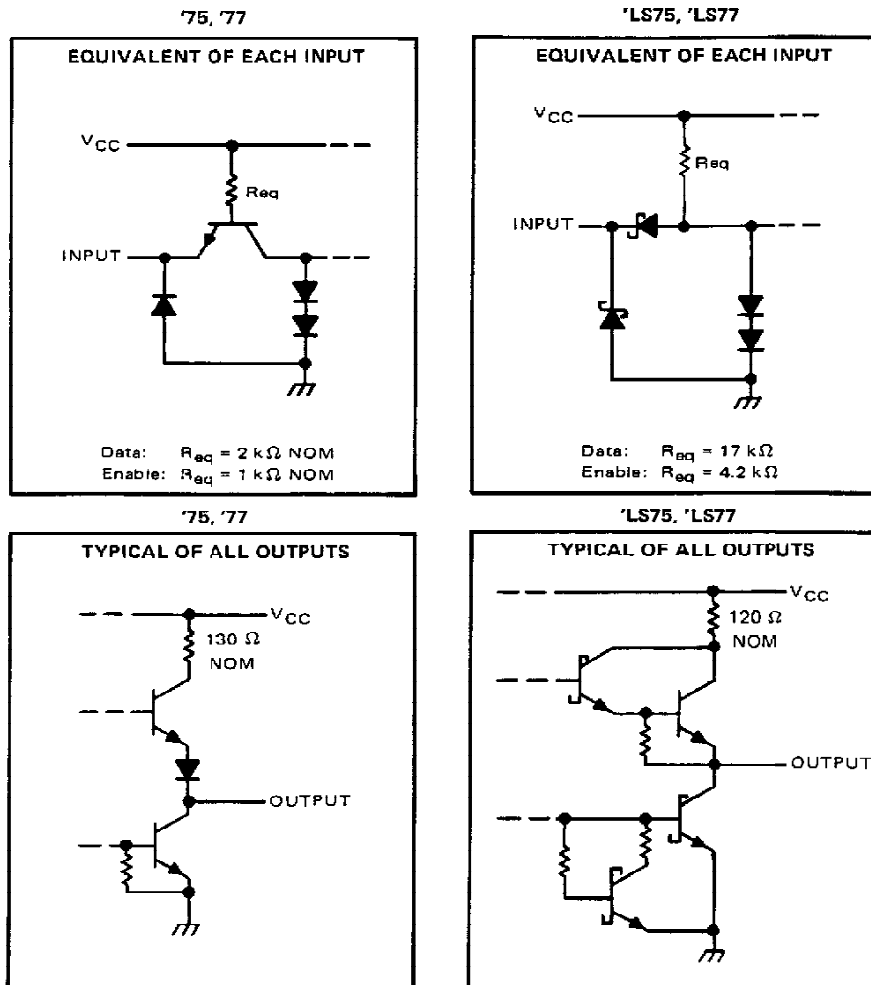 '75, '77
EQUIVALENT OF EACH INPUT
VCC
Req
INPUT
Data: Req = 2 kΩ NOM
Enable: Req = 1 kΩ NOM
'LS75, 'LS77
EQUIVALENT OF EACH INPUT
VCC
Req
INPUT
Data: Req = 17 kΩ
Enable: Req = 4.2 kΩ
'75, '77
TYPICAL OF ALL OUTPUTS
VCC
130 Ω
NOM
OUTPUT
'LS75, 'LS77
TYPICAL OF ALL OUTPUTS
VCC
120 Ω
NOM
OUTPUT